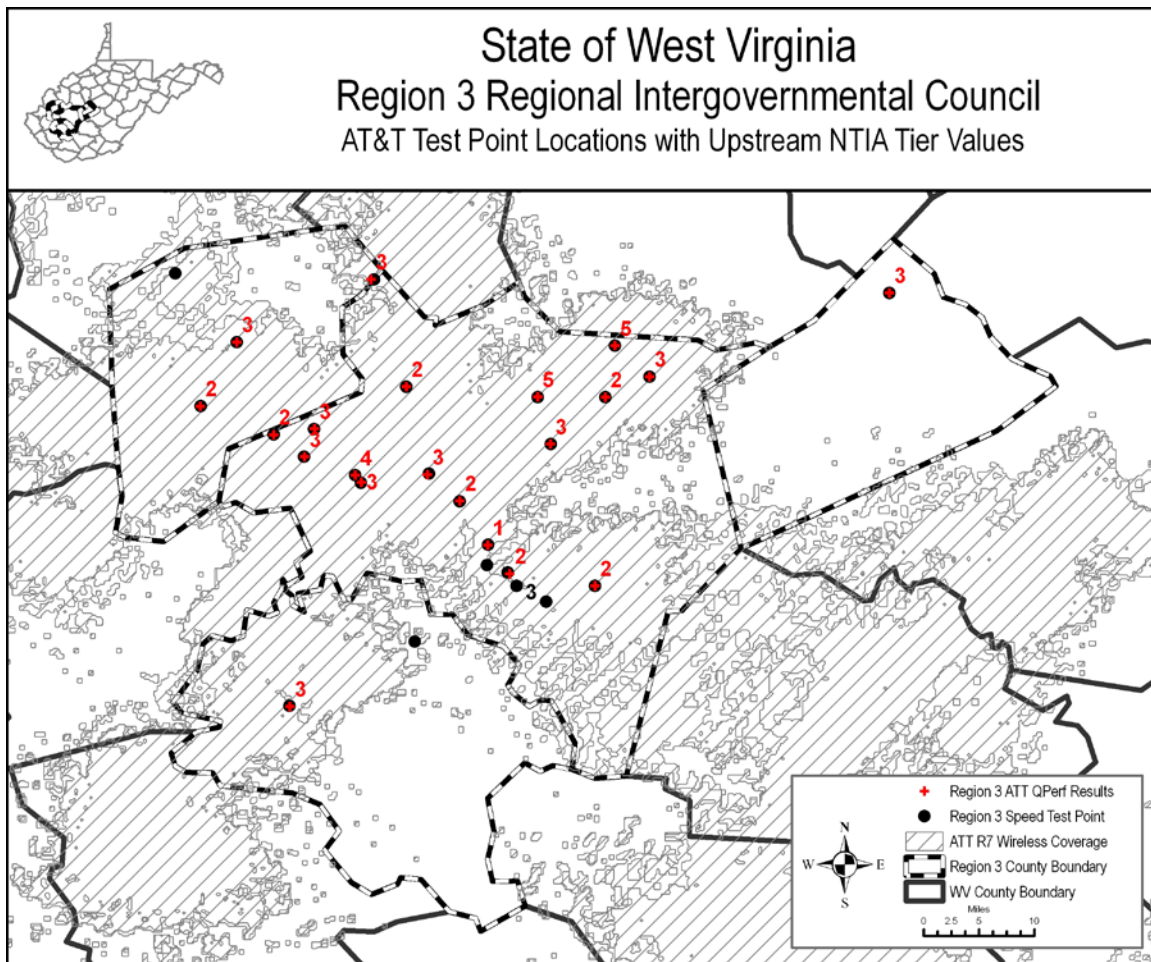 State of West Virginia
Region 3 Regional Intergovernmental Council
AT&T Test Point Locations with Upstream NTIA Tier Values
3
3
5
3
3
2
5
2
2
2
3
3
3
4
3
3
2
1
2
3
2
3
Region 3 ATT QPerf Results
Region 3 Speed Test Point
ATT R7 Wireless Coverage
Region 3 County Boundary
WV County Boundary
N
W E
S
Miles
0 2.5 5 10